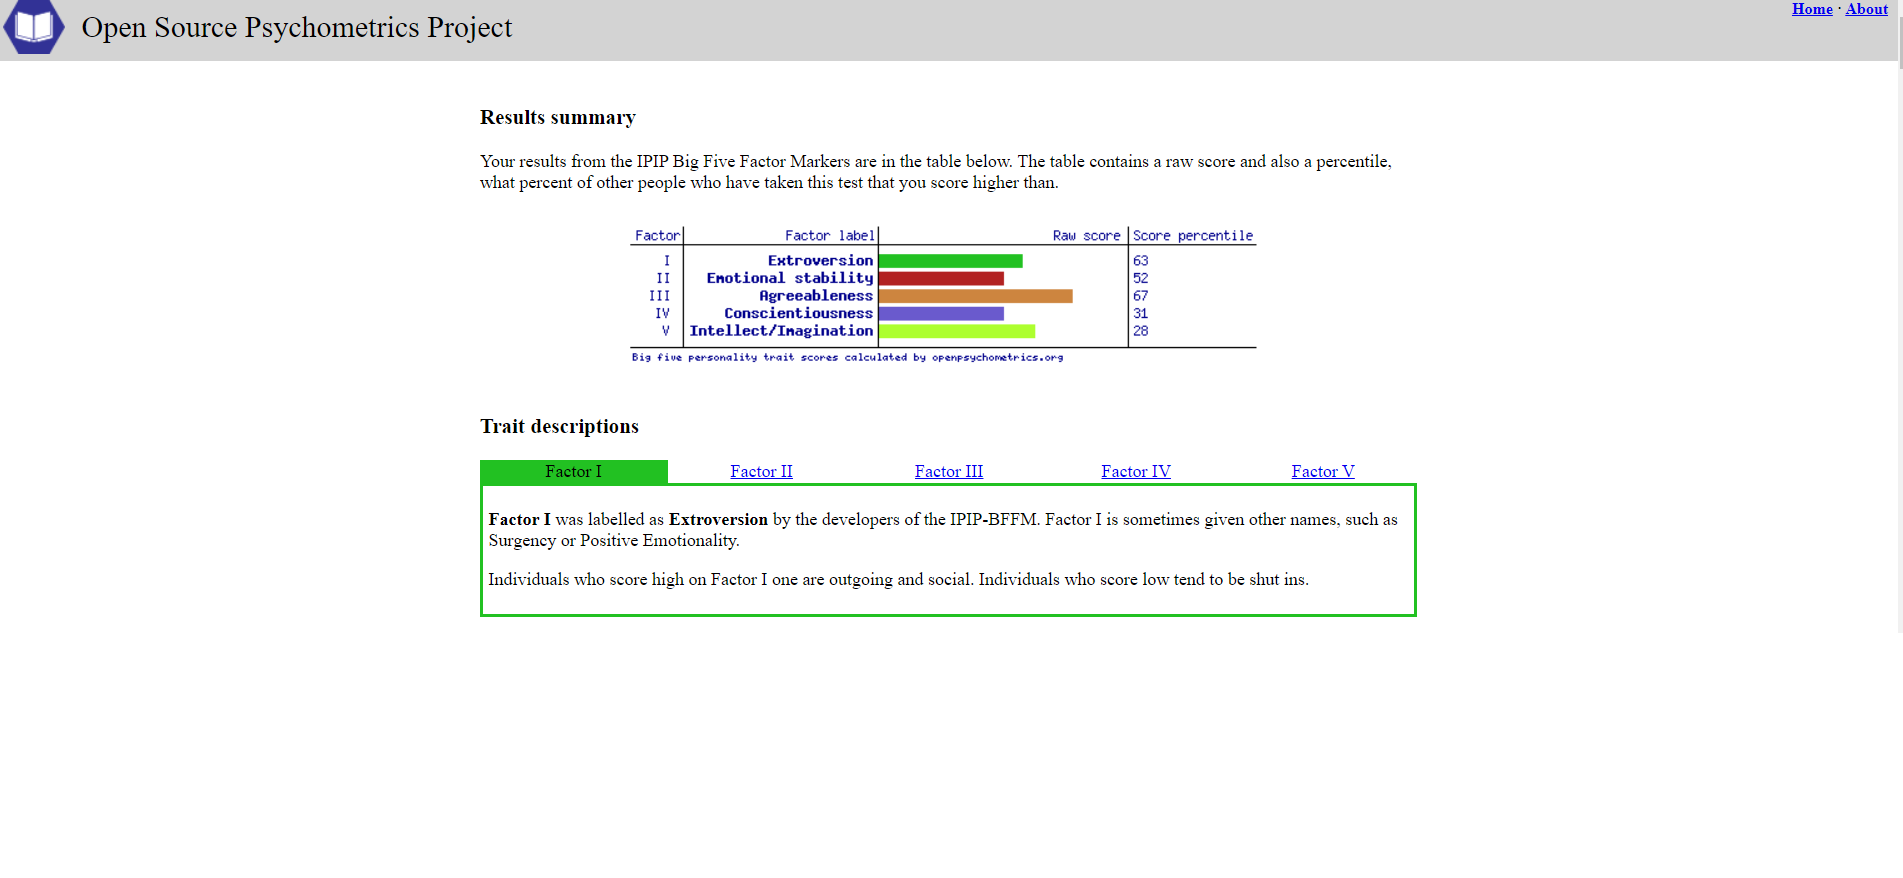 Open Source Psychometrics Project
Home · About
Results summary
Your results from the IPIP Big Five Factor Markers are in the table below. The table contains a raw score and also a percentile,
what percent of other people who have taken this test that you score higher than.
Factor Factor label Raw score Score percentile
I Extroversion 63
II Emotional stability 52
III Agreeableness 67
IV Conscientiousness 31
V Intellect/Imagination 28
Big five personality trait scores calculated by openpsychometrics.org
Trait descriptions
Factor I Factor II Factor III Factor IV Factor V
Factor I was labelled as Extroversion by the developers of the IPIP-BFFM. Factor I is sometimes given other names, such as
Surgency or Positive Emotionality.
Individuals who score high on Factor I one are outgoing and social. Individuals who score low tend to be shut ins.